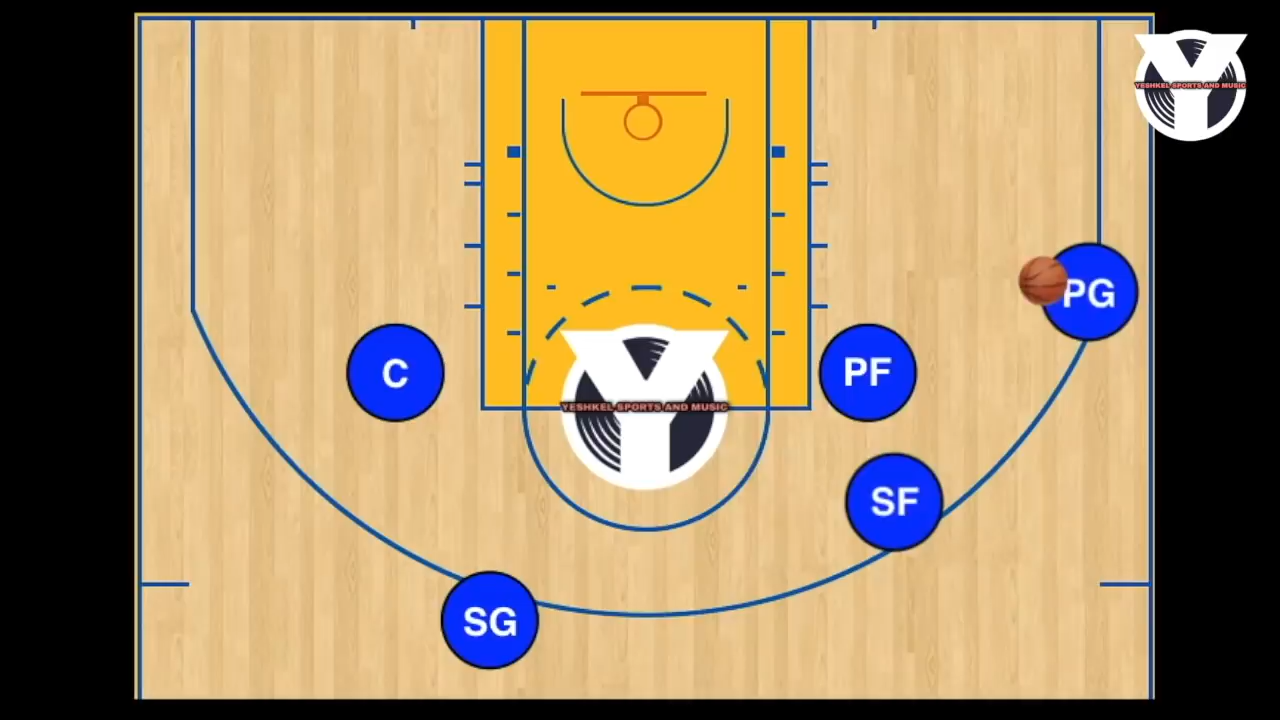 YESHKEL SPORTS AND MUSIC
PG
C
PF
YESHKEL SPORTS AND MUSIC
SF
SG